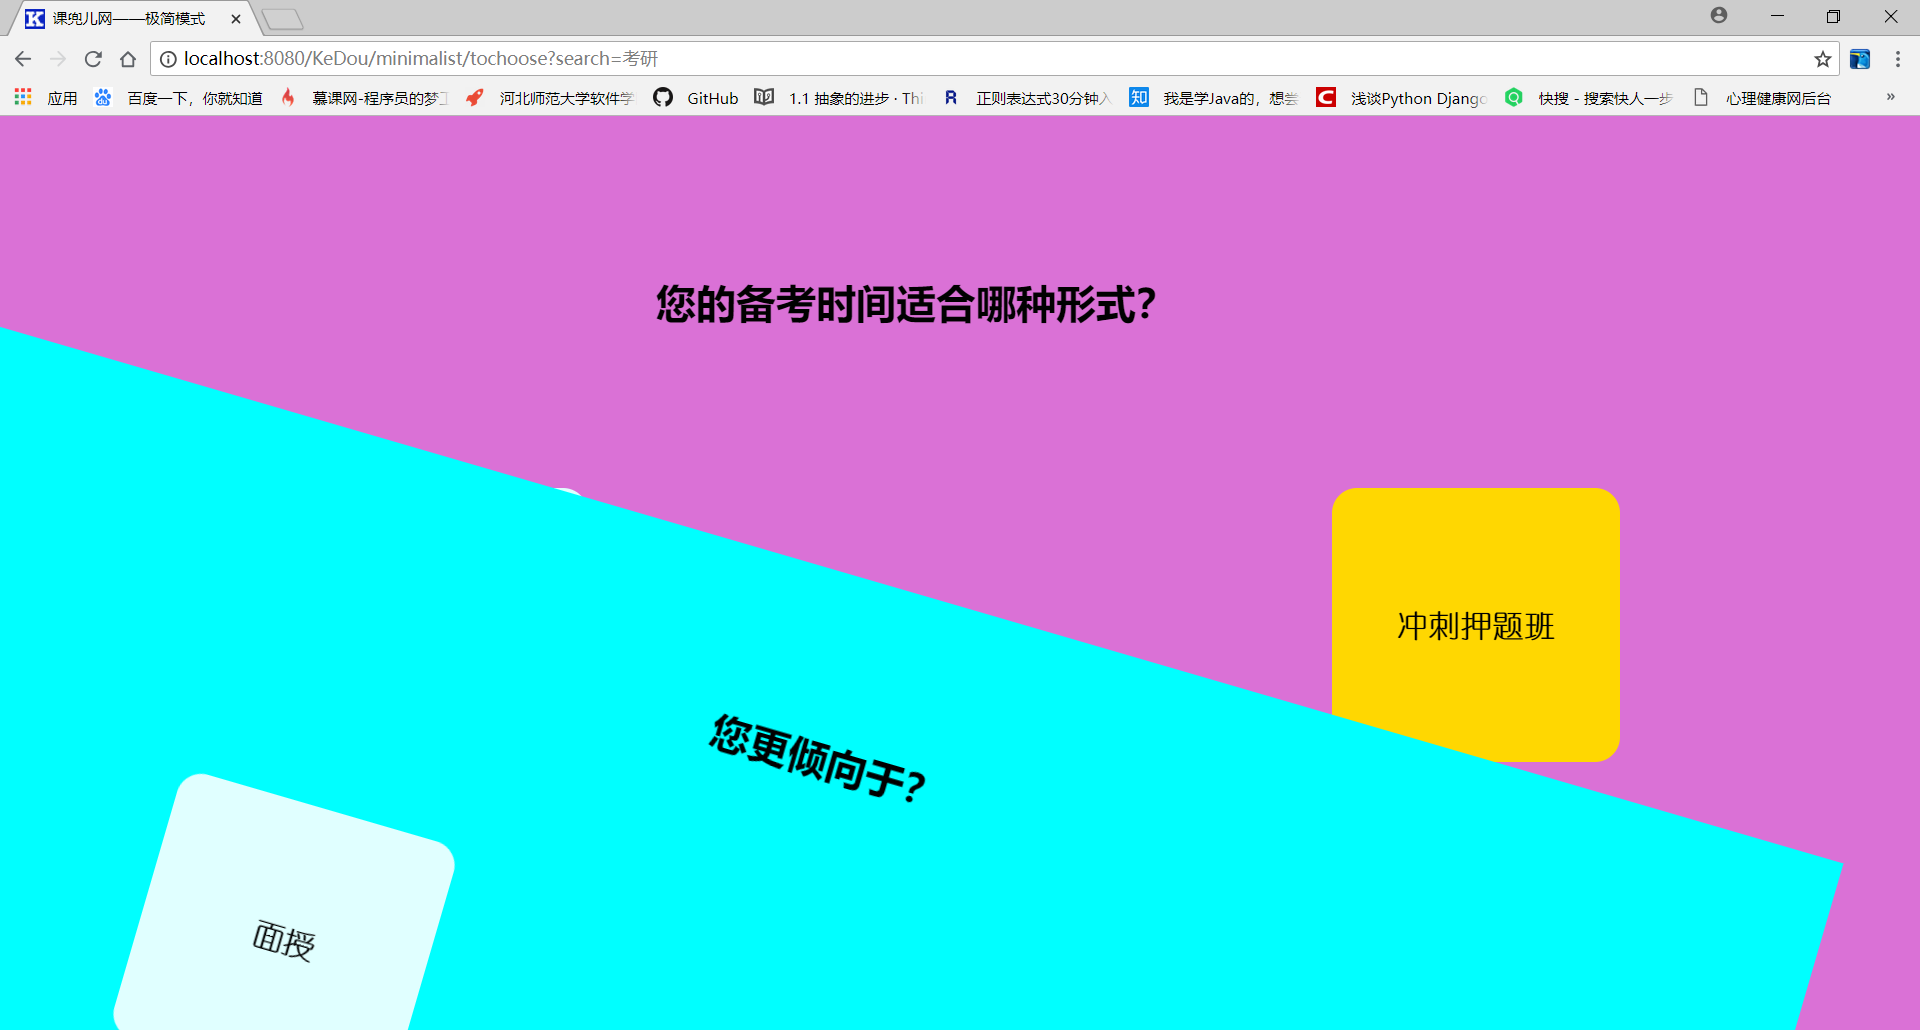 课兜儿网——极简模式
localhost:8080/KeDou/minimalist/tochoose?search=考研
应用
百度一下，你就知道
慕课网-程序员的梦
河北师范大学软件学
GitHub
1.1 抽象的进步 · Thi
正则表达式30分钟入
知
我是学Java的，想尝
浅谈Python Django
快搜 - 搜索快人一步
心理健康网后台
»
您的备考时间适合哪种形式?
冲刺押题班
您更倾向于?
面授